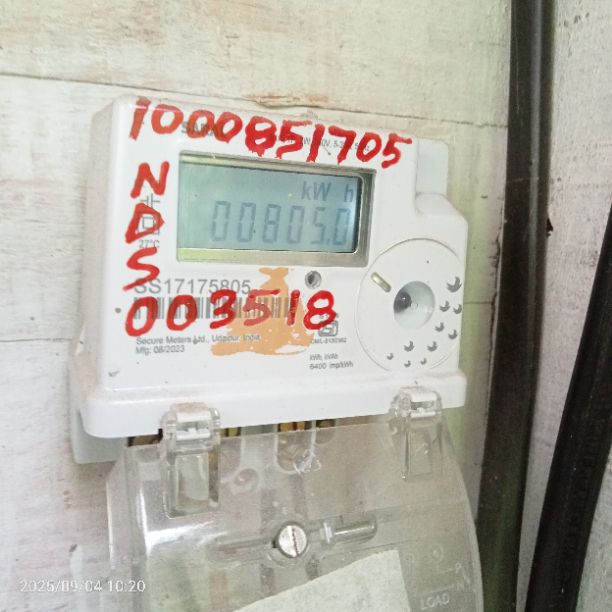 1000851705
kW h
00805.0
NDS
27°C
SS17175805
003518
Secure Meters Ltd., Udaipur, India
Mfg: 08/2023
6400 imp/kWh
LOAD
2025/09/04 10:20